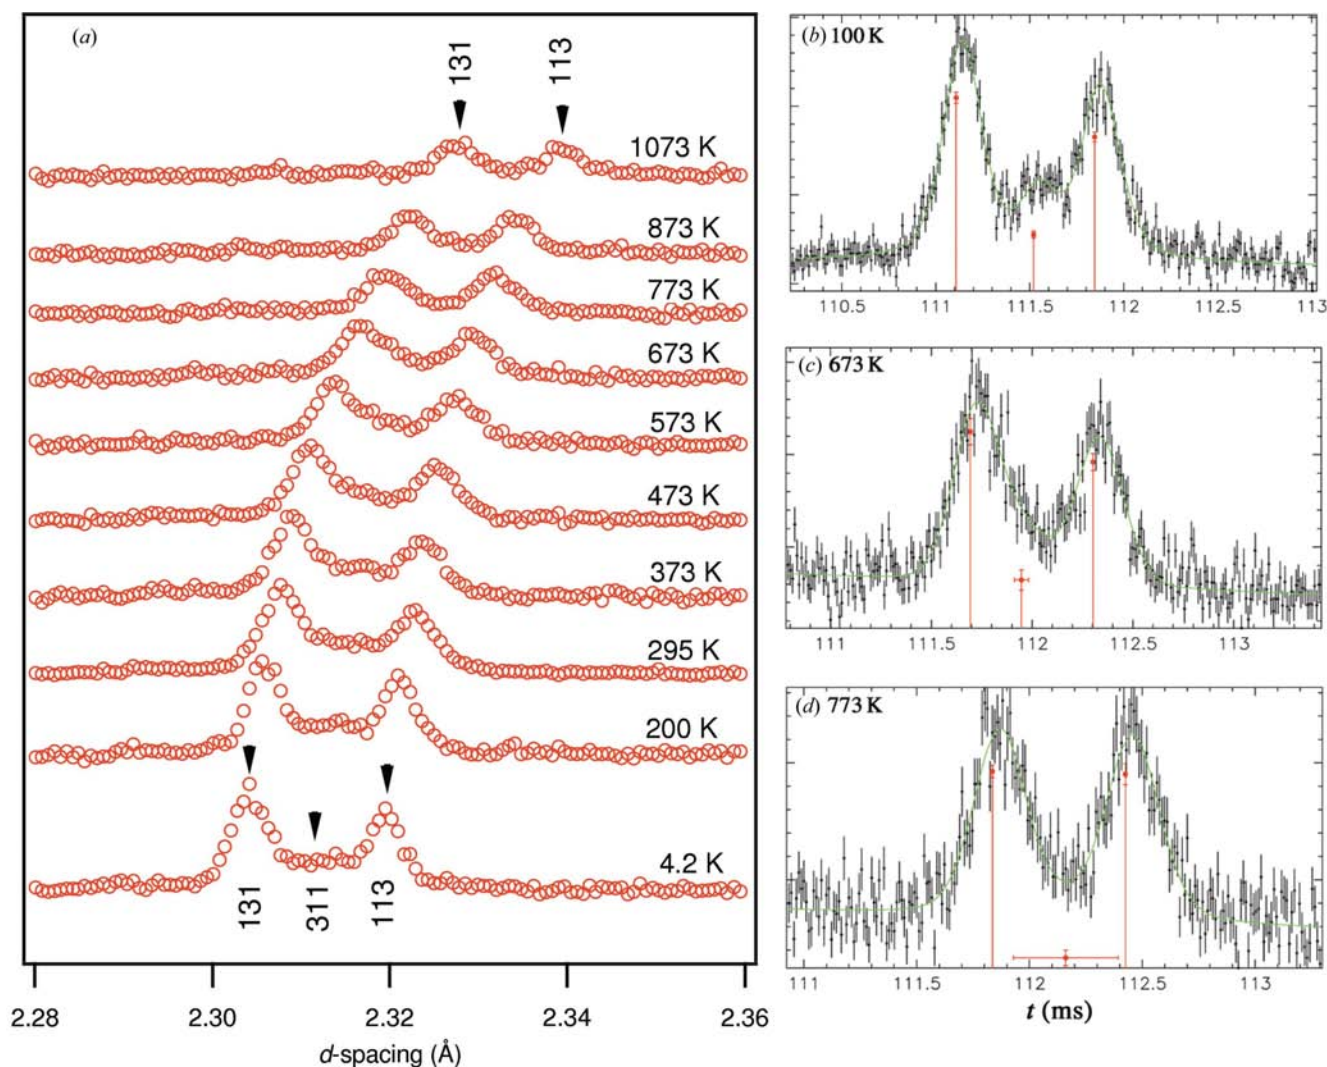 (a)
131
113
1073 K
873 K
773 K
673 K
573 K
473 K
373 K
295 K
200 K
4.2 K
131
311
113
2.28 2.30 2.32 2.34 2.36
d-spacing (Å)
(b) 100 K
110.5 111 111.5 112 112.5 113
(c) 673 K
111 111.5 112 112.5 113
(d) 773 K
111 111.5 112 112.5 113
t (ms)